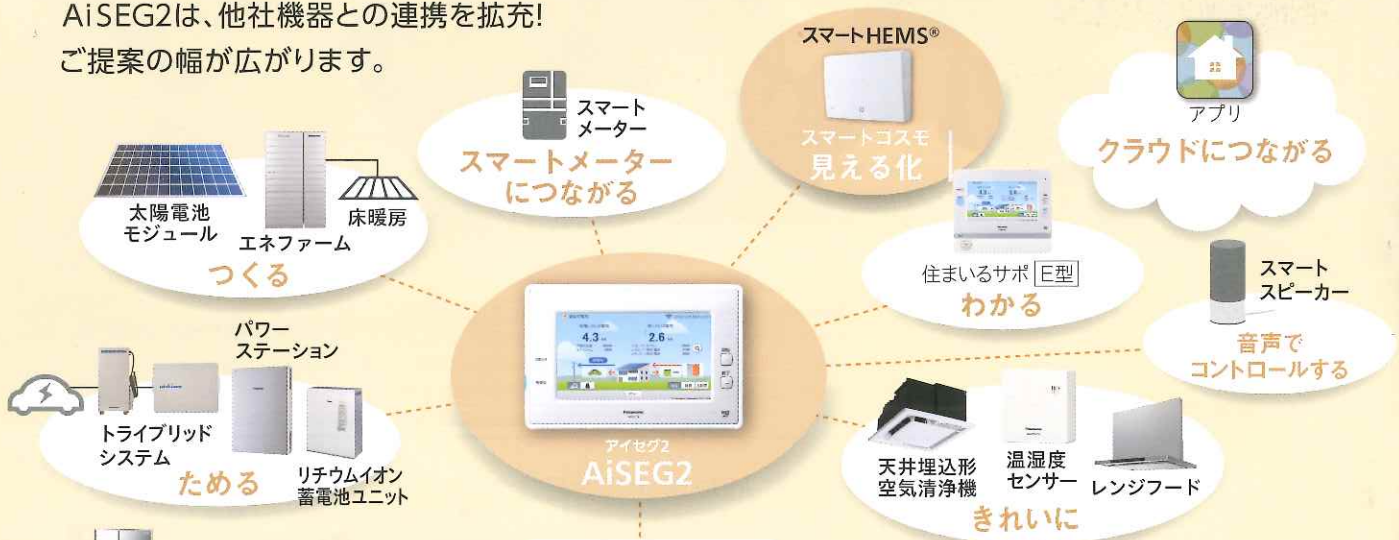 AiSEG2は、他社機器との連携を拡充!
ご提案の幅が広がります。
スマートHEMS®
スマートコスモ
見える化
アプリ
クラウドにつながる
スマート
メーター
スマートメーター
につながる
太陽電池
モジュール
エネファーム
床暖房
つくる
住まいるサポ E型
わかる
スマート
スピーカー
音声で
コントロールする
パワー
ステーション
トライブリッド
システム
リチウムイオン
蓄電池ユニット
ためる
4.3
2.6
Panasonic
アイセグ2
AiSEG2
天井埋込形
空気清浄機
温湿度
センサー
レンジフード
きれいに